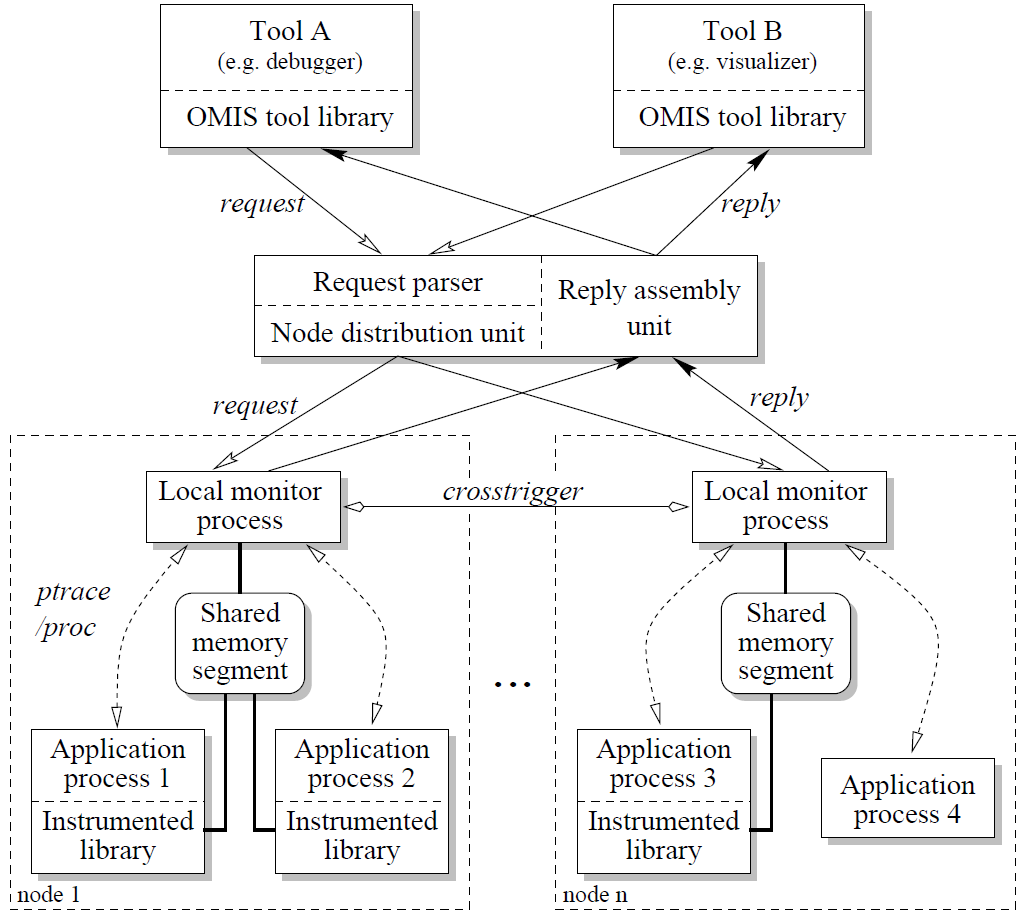 Tool A
(e.g. debugger)
OMIS tool library
Tool B
(e.g. visualizer)
OMIS tool library
request
reply
Request parser
Node distribution unit
Reply assembly
unit
request
reply
Local monitor
process
crosstrigger
Local monitor
process
ptrace
/proc
Shared
memory
segment
Shared
memory
segment
...
Application
process 1
Instrumented
library
Application
process 2
Instrumented
library
Application
process 3
Instrumented
library
Application
process 4
node 1
node n